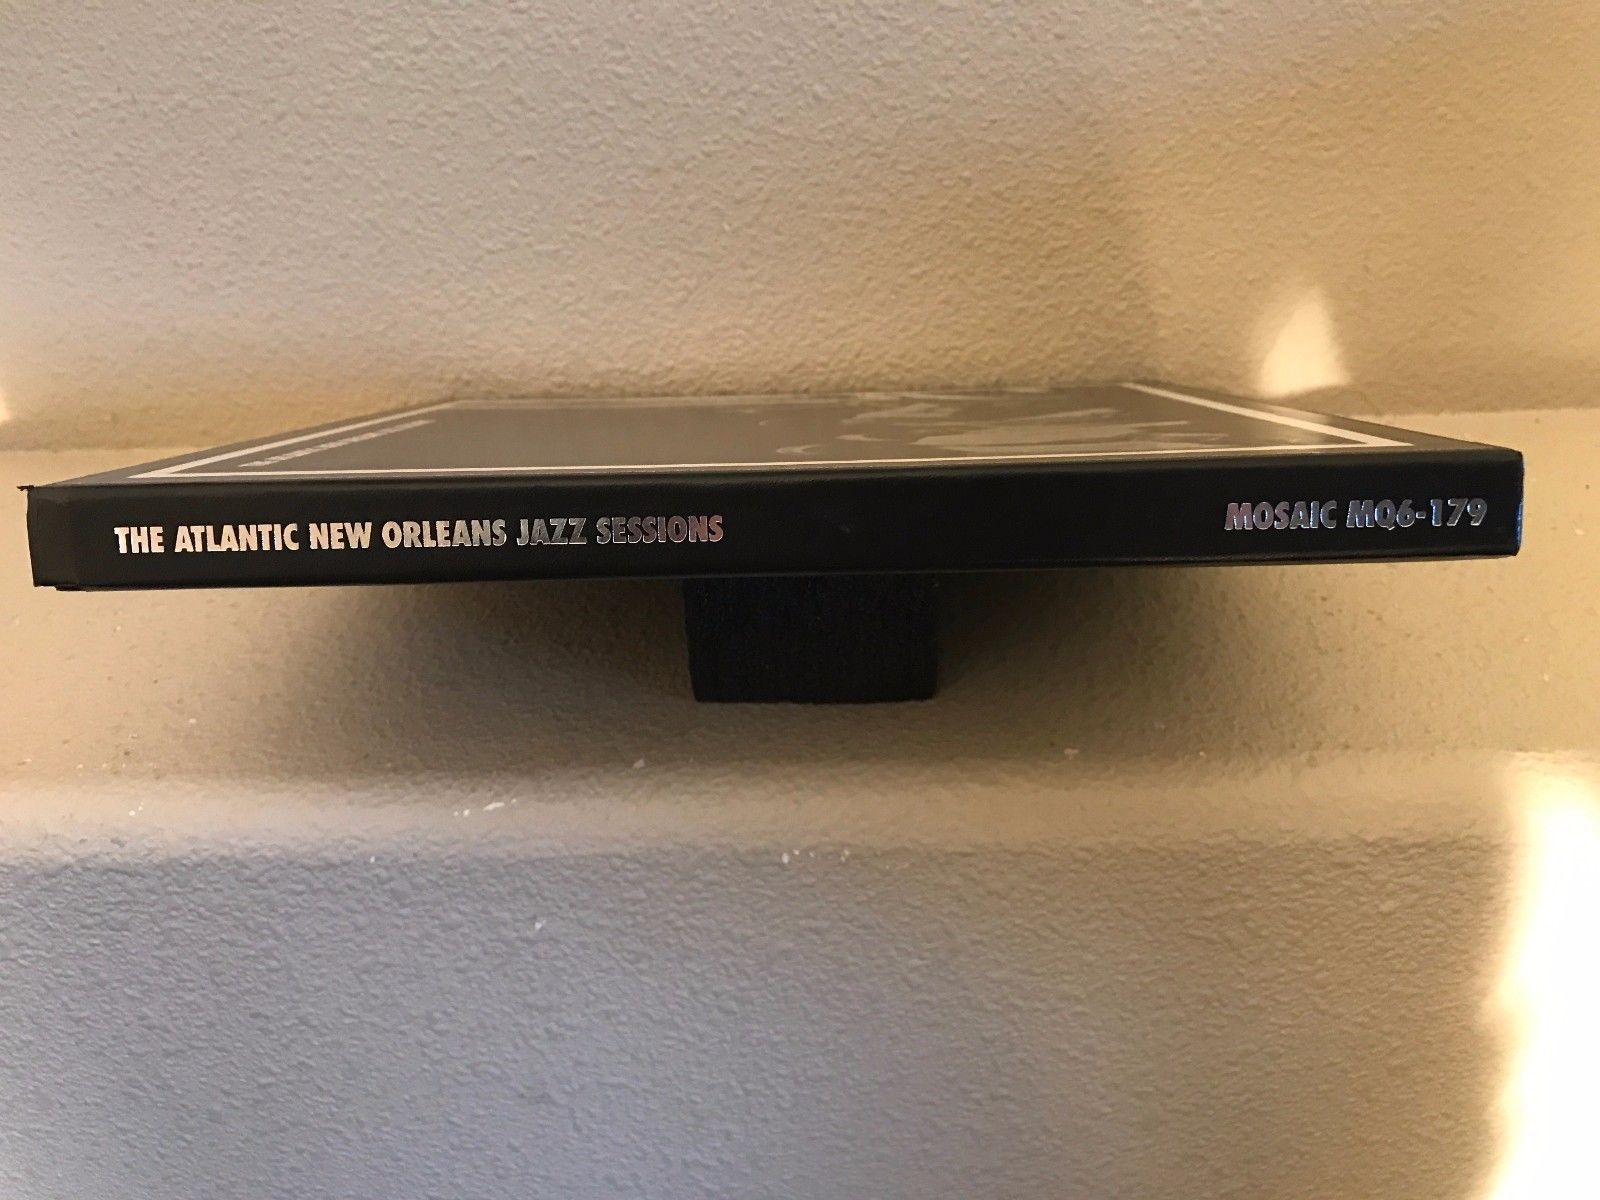 THE ATLANTIC NEW ORLEANS JAZZ SESSIONS
MOSAIC MQ6-179